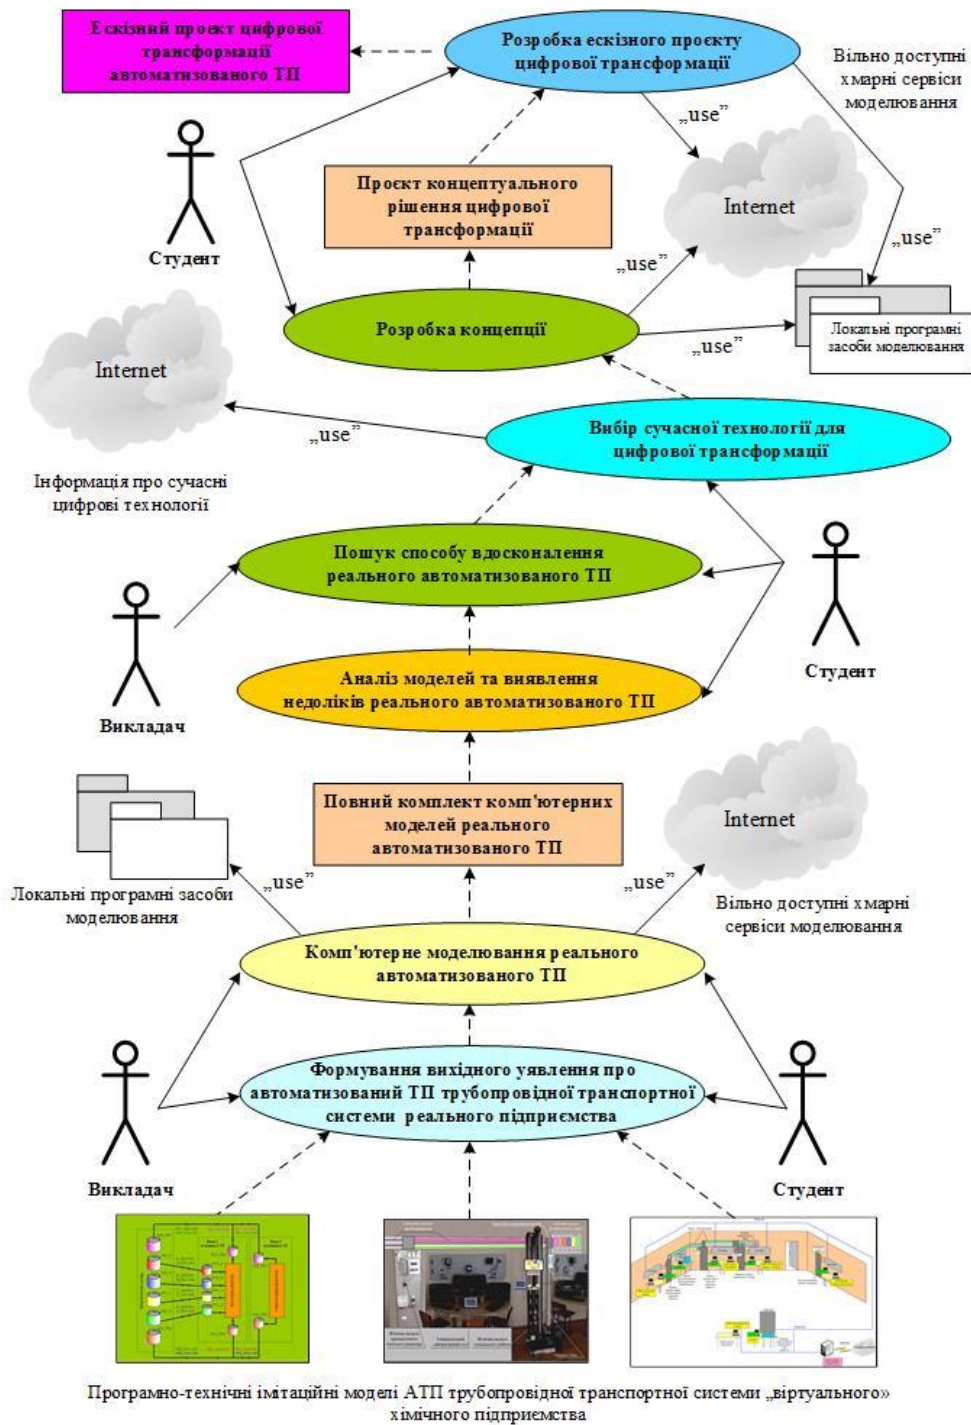 Ескізний проект цифрової
трансформації
автоматизованого ТП
Розробка ескізного проєкту
цифрової трансформації
Вільно доступні
хмарні сервіси
моделювання
„use”
Студент
Проєкт концептуального
рішення цифрової
трансформації
Internet
„use”
„use”
Розробка концепції
„use”
Локальні програмні
засоби моделювання
Internet
„use”
Вибір сучасної технології для
цифрової трансформації
Інформація про сучасні
цифрові технології
Пошук способу вдосконалення
реального автоматизованого ТП
Студент
Викладач
Аналіз моделей та виявлення
недоліків реального автоматизованого ТП
Повний комплект комп'ютерних
моделей реального
автоматизованого ТП
Internet
Локальні програмні засоби
моделювання
„use”
„use”
Вільно доступні хмарні
сервіси моделювання
Комп'ютерне моделювання реального
автоматизованого ТП
Формування вихідного уявлення про
автоматизований ТП трубопровідної транспортної
системи реального підприємства
Викладач
Студент
Програмно-технічні імітаційні моделі АТП трубопровідної транспортної системи „віртуального»
хімічного підприємства